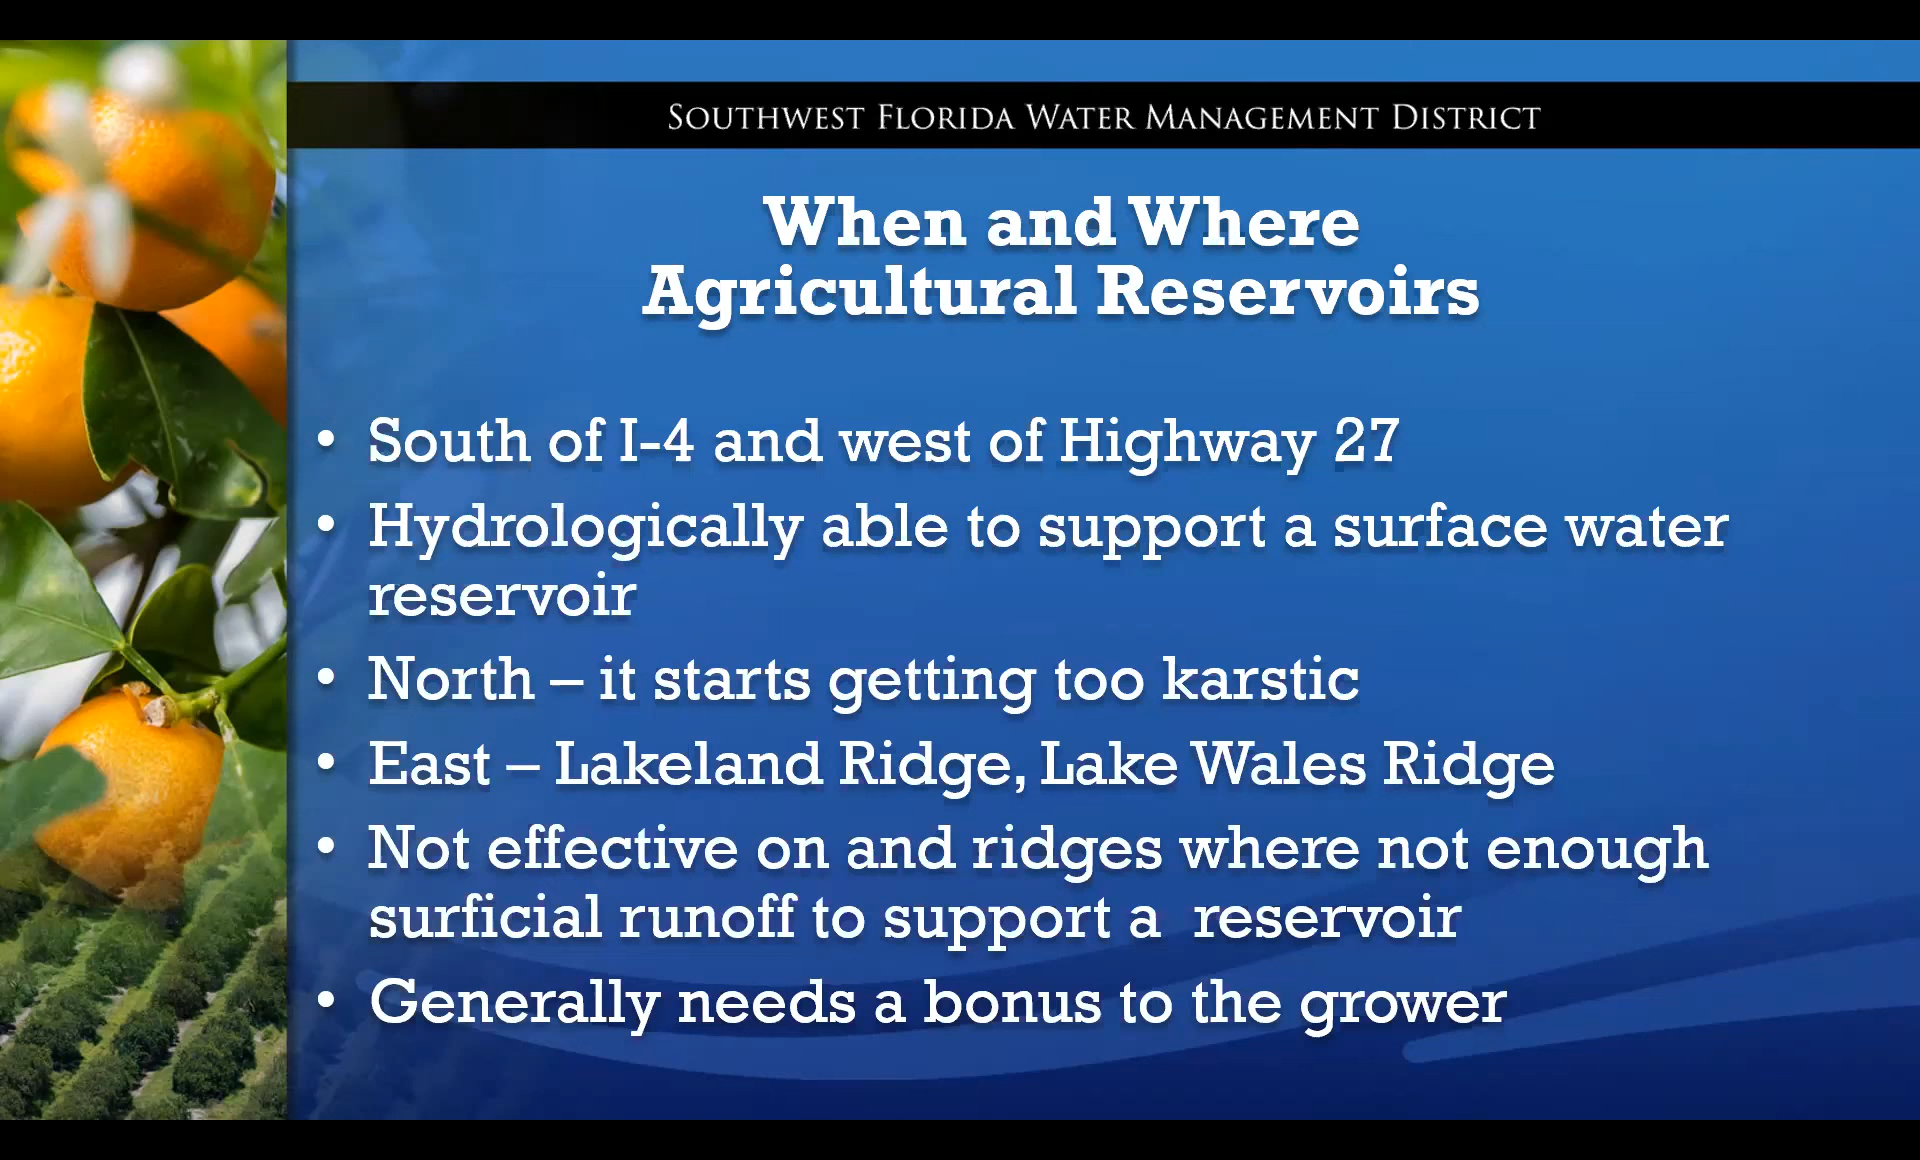 Southwest Florida Water Management District
When and Where
Agricultural Reservoirs
• South of I-4 and west of Highway 27
• Hydrologically able to support a surface water
reservoir
• North – it starts getting too karstic
• East – Lakeland Ridge, Lake Wales Ridge
• Not effective on and ridges where not enough
surficial runoff to support a  reservoir
• Generally needs a bonus to the grower